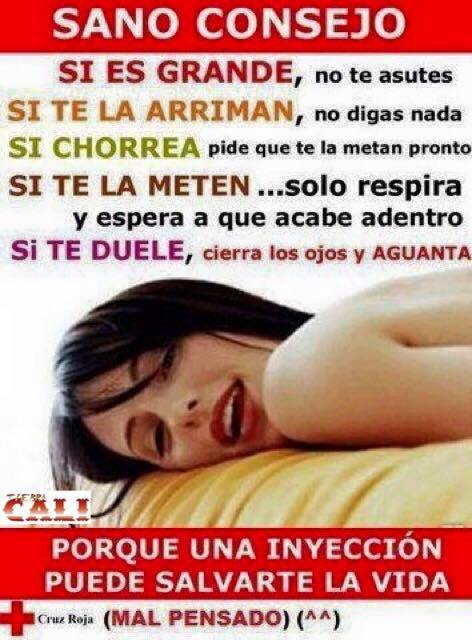 SANO CONSEJO
SI ES GRANDE, no te asutes
SI TE LA ARRIMAN, no digas nada
SI CHORREA pide que te la metan pronto
SI TE LA METEN ...solo respira
y espera a que acabe adentro
Si TE DUELE, cierra los ojos y AGUANTA
CALI
PORQUE UNA INYECCIÓN
PUEDE SALVARTE LA VIDA
Cruz Roja (MAL PENSADO) (^^)